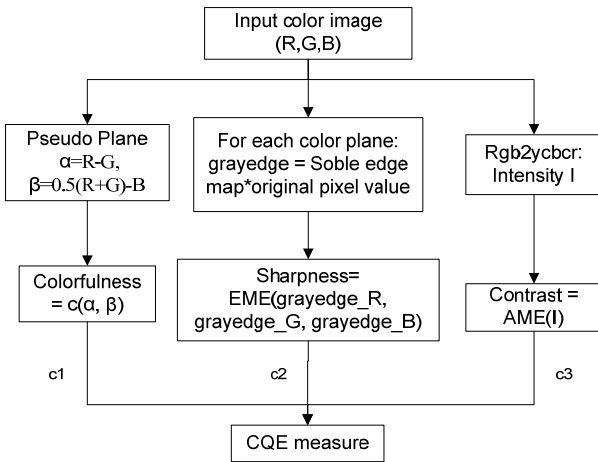 Input color image
(R,G,B)
Pseudo Plane
α=R-G,
β=0.5(R+G)-B
For each color plane:
grayedge = Soble edge
map*original pixel value
Rgb2ycbcr:
Intensity I
Colorfulness
= c(α, β)
Sharpness=
EME(grayedge_R,
grayedge_G, grayedge_B)
Contrast =
AME(I)
c1
c2
c3
CQE measure